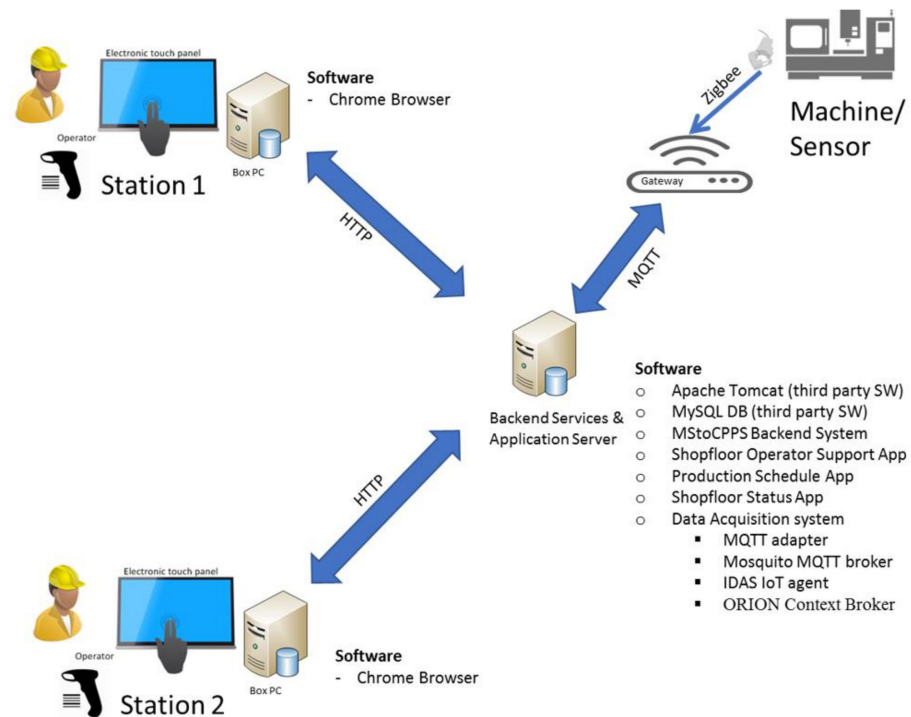 Electronic touch panel
Operator
Station 1
Box PC
Software
- Chrome Browser
HTTP
Zigbee
Machine/
Sensor
Gateway
MQTT
Backend Services &
Application Server
Software
o Apache Tomcat (third party SW)
o MySQL DB (third party SW)
o MStoCPPS Backend System
o Shopfloor Operator Support App
o Production Schedule App
o Shopfloor Status App
o Data Acquisition system
▪ MQTT adapter
▪ Mosquito MQTT broker
▪ IDAS IoT agent
▪ ORION Context Broker
HTTP
Electronic touch panel
Operator
Station 2
Box PC
Software
- Chrome Browser